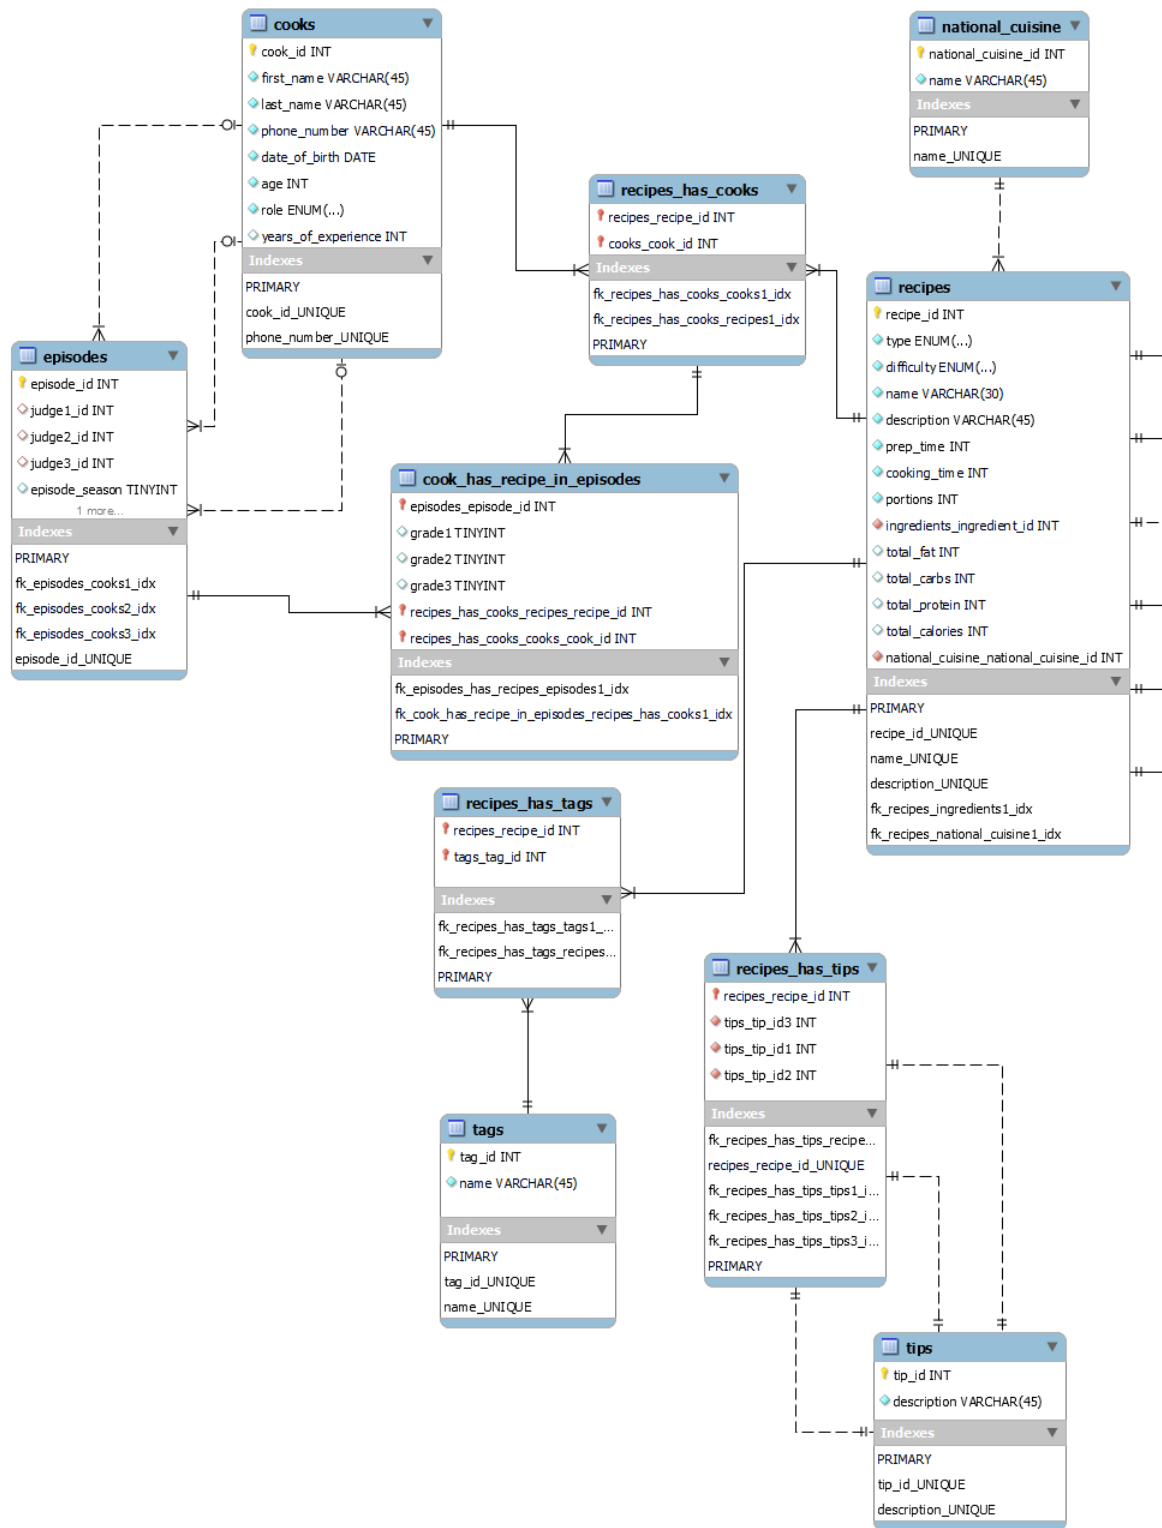 cooks
cook_id INT
first_name VARCHAR(45)
last_name VARCHAR(45)
phone_number VARCHAR(45)
date_of_birth DATE
age INT
role ENUM(...)
years_of_experience INT
Indexes
PRIMARY
cook_id_UNIQUE
phone_number_UNIQUE
national_cuisine
national_cuisine_id INT
name VARCHAR(45)
Indexes
PRIMARY
name_UNIQUE
recipes_has_cooks
recipes_recipe_id INT
cooks_cook_id INT
Indexes
fk_recipes_has_cooks_cooks1_idx
fk_recipes_has_cooks_recipes1_idx
PRIMARY
recipes
recipe_id INT
type ENUM(...)
difficulty ENUM(...)
name VARCHAR(30)
description VARCHAR(45)
prep_time INT
cooking_time INT
portions INT
ingredients_ingredient_id INT
total_fat INT
total_carbs INT
total_protein INT
total_calories INT
national_cuisine_national_cuisine_id INT
Indexes
PRIMARY
recipe_id_UNIQUE
name_UNIQUE
description_UNIQUE
fk_recipes_ingredients1_idx
fk_recipes_national_cuisine1_idx
episodes
episode_id INT
judge1_id INT
judge2_id INT
judge3_id INT
episode_season TINYINT
1 more...
Indexes
PRIMARY
fk_episodes_cooks1_idx
fk_episodes_cooks2_idx
fk_episodes_cooks3_idx
episode_id_UNIQUE
cook_has_recipe_in_episodes
episodes_episode_id INT
grade1 TINYINT
grade2 TINYINT
grade3 TINYINT
recipes_has_cooks_recipes_recipe_id INT
recipes_has_cooks_cooks_cook_id INT
Indexes
fk_episodes_has_recipes_episodes1_idx
fk_cook_has_recipe_in_episodes_recipes_has_cooks1_idx
PRIMARY
recipes_has_tags
recipes_recipe_id INT
tags_tag_id INT
Indexes
fk_recipes_has_tags_tags1_...
fk_recipes_has_tags_recipes...
PRIMARY
recipes_has_tips
recipes_recipe_id INT
tips_tip_id3 INT
tips_tip_id1 INT
tips_tip_id2 INT
Indexes
fk_recipes_has_tips_recipe...
recipes_recipe_id_UNIQUE
fk_recipes_has_tips_tips1_i...
fk_recipes_has_tips_tips2_i...
fk_recipes_has_tips_tips3_i...
PRIMARY
tags
tag_id INT
name VARCHAR(45)
Indexes
PRIMARY
tag_id_UNIQUE
name_UNIQUE
tips
tip_id INT
description VARCHAR(45)
Indexes
PRIMARY
tip_id_UNIQUE
description_UNIQUE